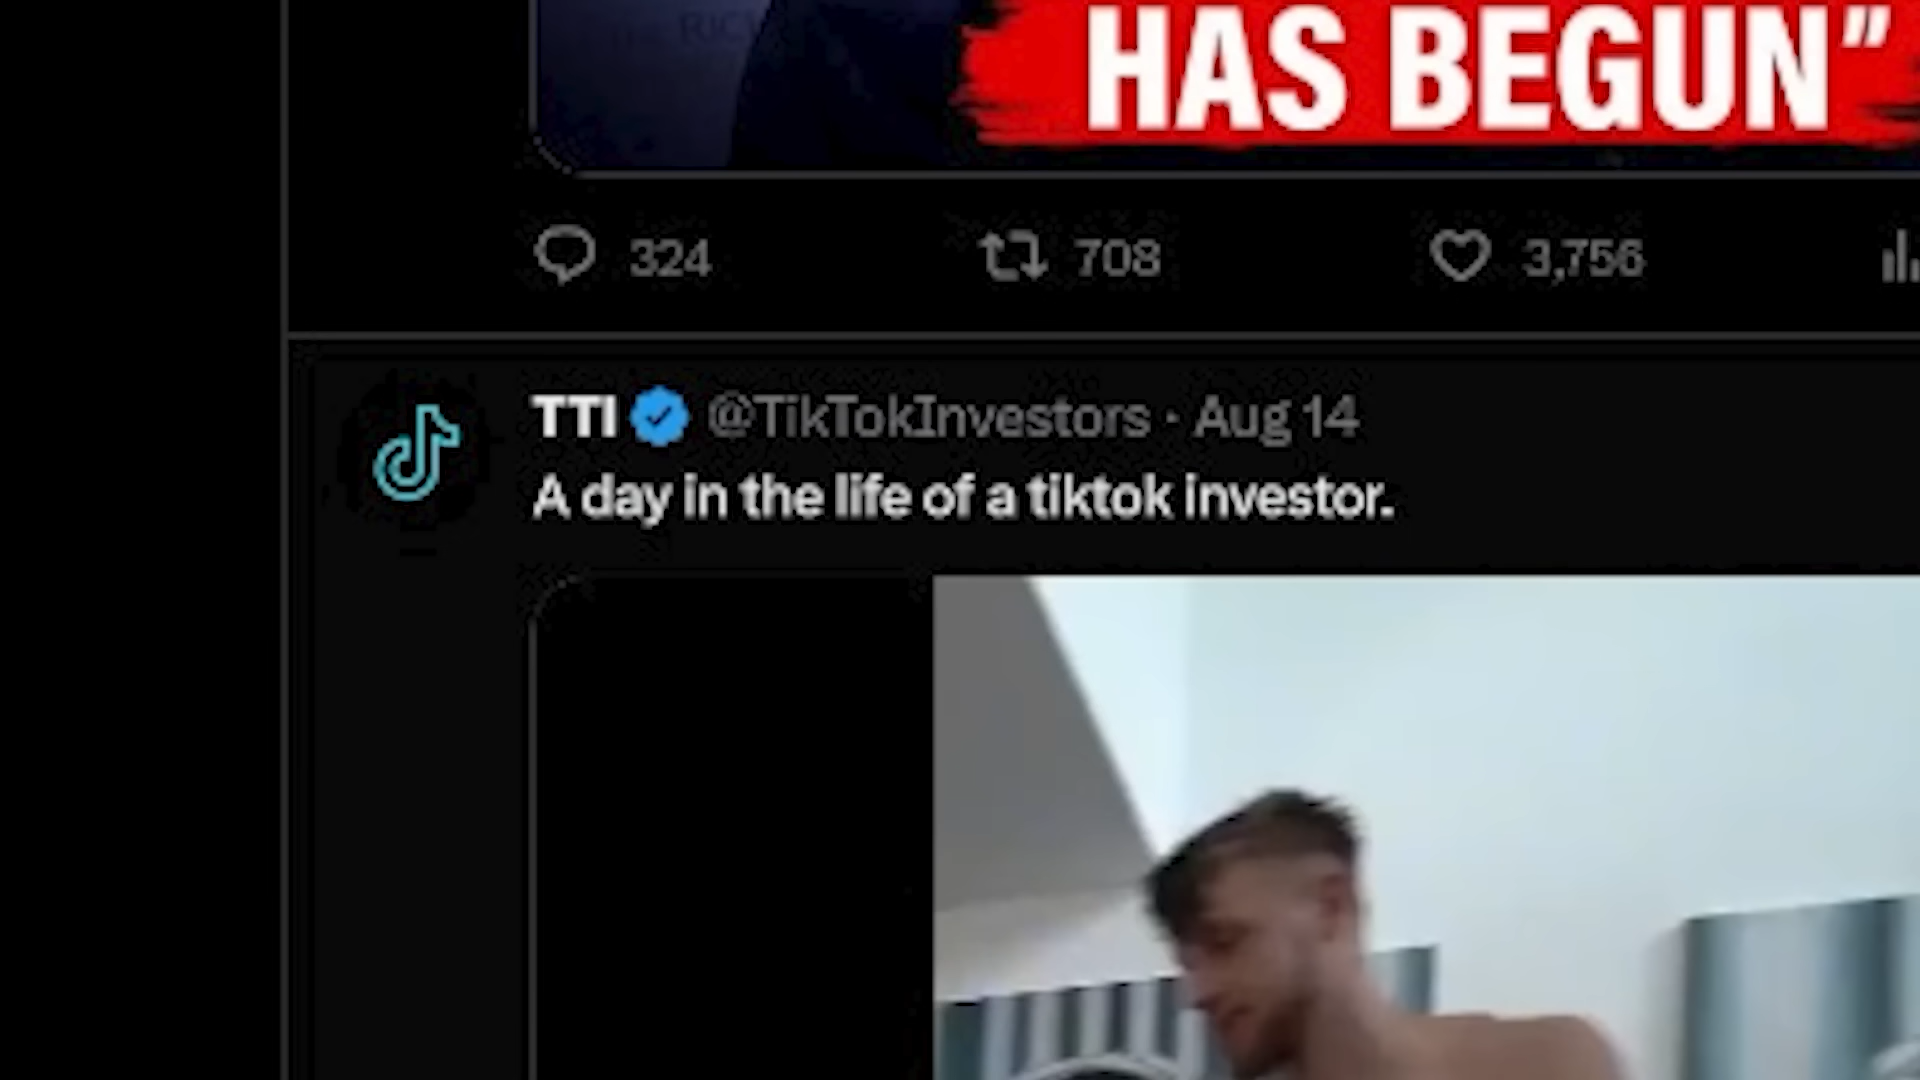 HAS BEGUN”
324 708 3,756
TTI @TikTokInvestors · Aug 14
A day in the life of a tiktok investor.